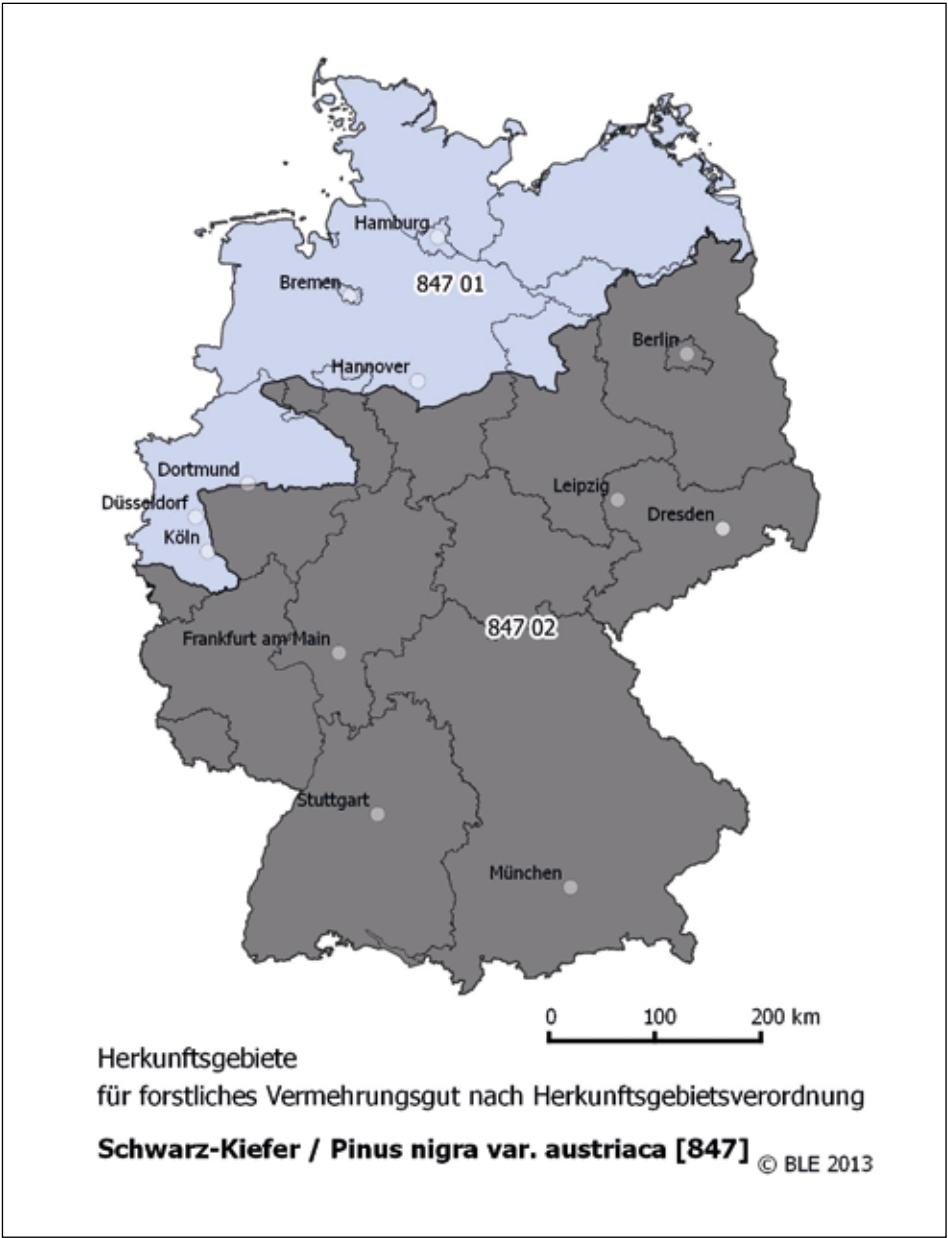 Hamburg
Bremen
847 01
Berlin
Hannover
Dortmund
Leipzig
Düsseldorf
Dresden
Köln
847 02
Frankfurt am Main
Stuttgart
München
0 100 200 km
Herkunftsgebiete
für forstliches Vermehrungsgut nach Herkunftsgebietsverordnung
Schwarz-Kiefer / Pinus nigra var. austriaca [847] © BLE 2013